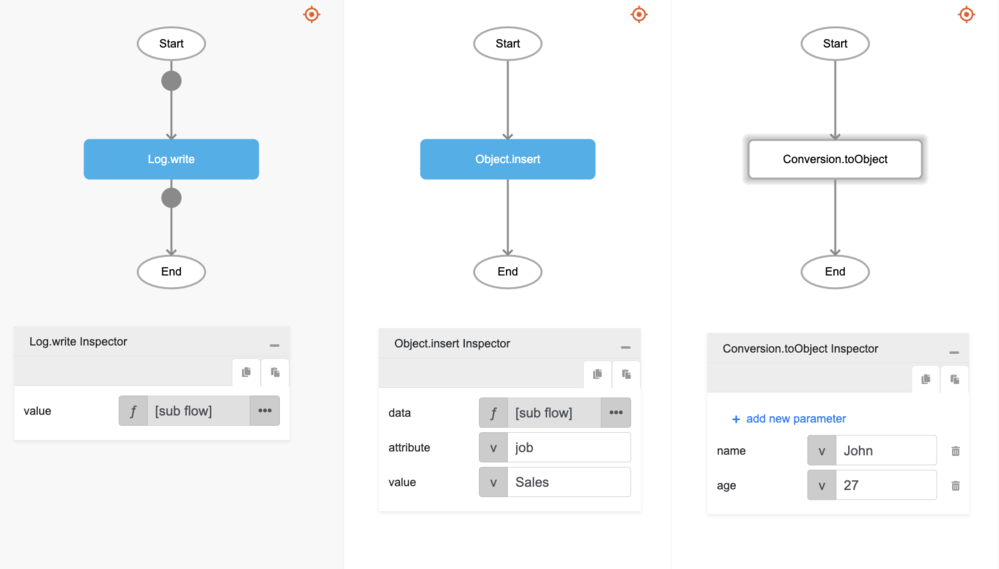 Start
Log.write
End
Log.write Inspector
value
f [sub flow] •••
Start
Object.insert
End
Object.insert Inspector
data
f [sub flow] •••
attribute
v job
value
v Sales
Start
Conversion.toObject
End
Conversion.toObject Inspector
+ add new parameter
name
v John
age
v 27